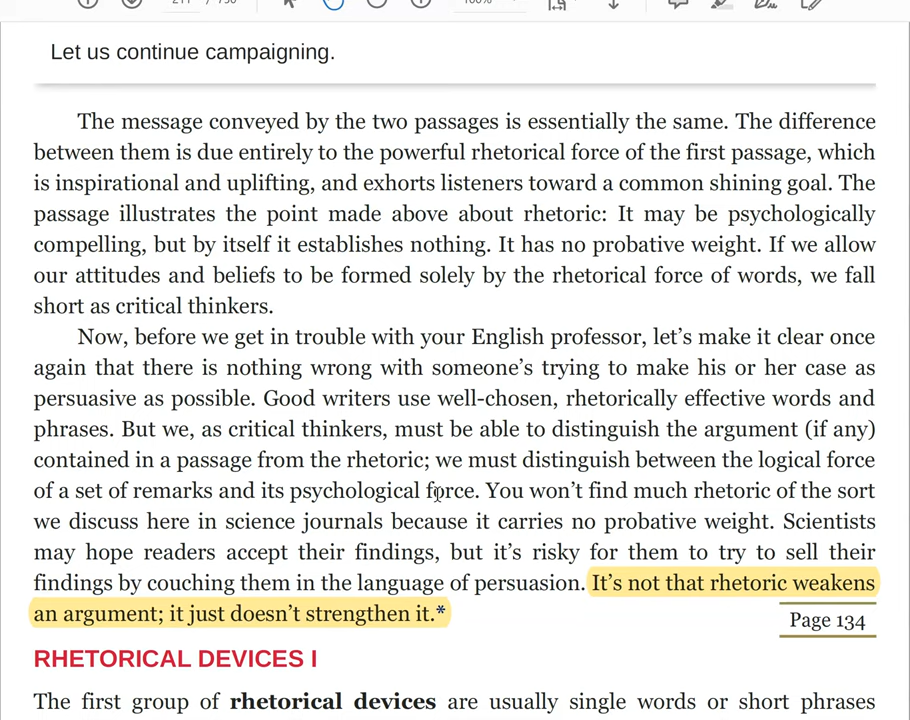 Let us continue campaigning.
The message conveyed by the two passages is essentially the same. The difference
between them is due entirely to the powerful rhetorical force of the first passage, which
is inspirational and uplifting, and exhorts listeners toward a common shining goal. The
passage illustrates the point made above about rhetoric: It may be psychologically
compelling, but by itself it establishes nothing. It has no probative weight. If we allow
our attitudes and beliefs to be formed solely by the rhetorical force of words, we fall
short as critical thinkers.
Now, before we get in trouble with your English professor, let’s make it clear once
again that there is nothing wrong with someone’s trying to make his or her case as
persuasive as possible. Good writers use well-chosen, rhetorically effective words and
phrases. But we, as critical thinkers, must be able to distinguish the argument (if any)
contained in a passage from the rhetoric; we must distinguish between the logical force
of a set of remarks and its psychological force. You won’t find much rhetoric of the sort
we discuss here in science journals because it carries no probative weight. Scientists
may hope readers accept their findings, but it’s risky for them to try to sell their
findings by couching them in the language of persuasion. It’s not that rhetoric weakens
an argument; it just doesn’t strengthen it.*
Page 134
RHETORICAL DEVICES I
The first group of rhetorical devices are usually single words or short phrases